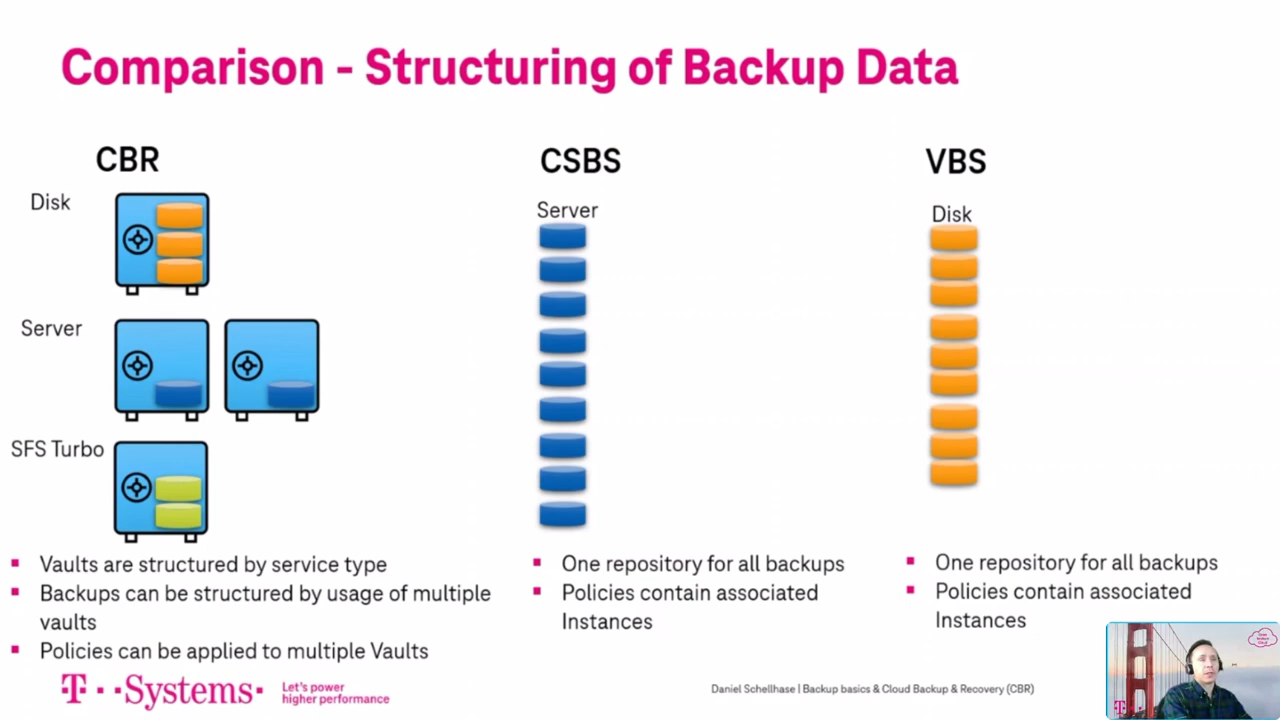 Comparison - Structuring of Backup Data
CBR
Disk
Server
SFS Turbo
▪ Vaults are structured by service type
▪ Backups can be structured by usage of multiple
vaults
▪ Policies can be applied to multiple Vaults
CSBS
Server
▪ One repository for all backups
▪ Policies contain associated
Instances
VBS
Disk
▪ One repository for all backups
▪ Policies contain associated
Instances
T··Systems·
Let's power
higher performance
Daniel Schellhase | Backup basics & Cloud Backup & Recovery (CBR)